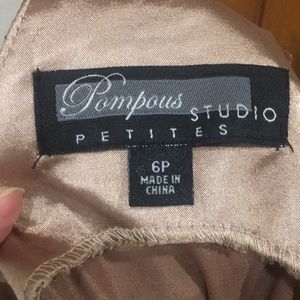 Pompous STUDIO
PETITES
6P
MADE IN
CHINA